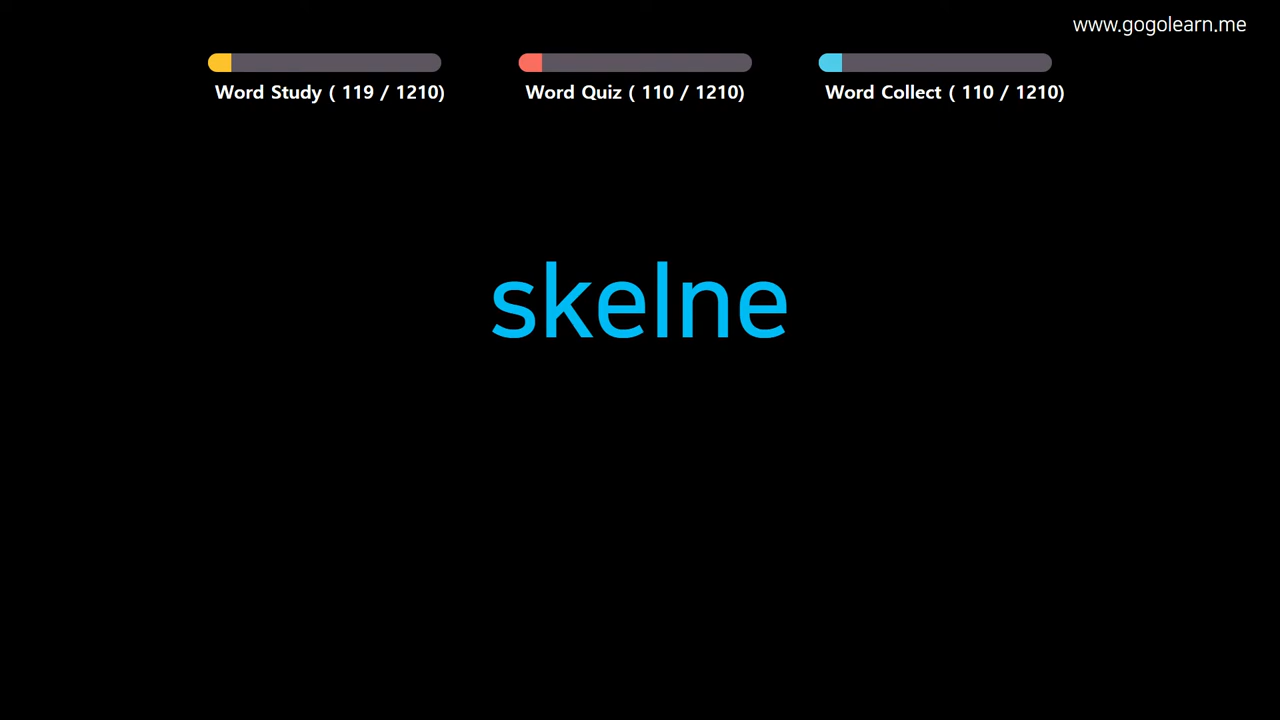 www.gogolearn.me
Word Study ( 119 / 1210)
Word Quiz ( 110 / 1210)
Word Collect ( 110 / 1210)
skelne